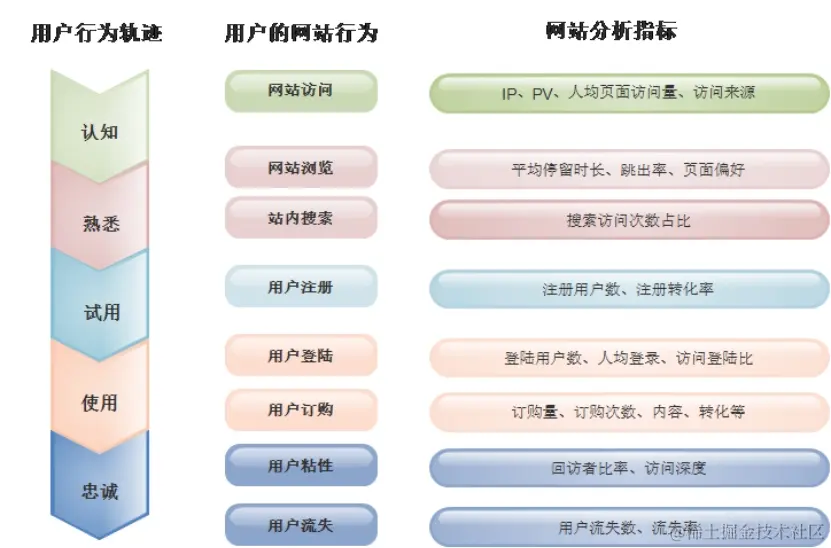 用户行为轨迹 用户的网站行为 网站分析指标
认知
网站访问 IP、PV、人均页面访问量、访问来源
熟悉
网站浏览 平均停留时长、跳出率、页面偏好
站内搜索 搜索访问次数占比
试用
用户注册 注册用户数、注册转化率
使用
用户登陆 登陆用户数、人均登录、访问登陆比
用户订购 订购量、订购次数、内容、转化等
忠诚
用户粘性 回访者比率、访问深度
用户流失 用户流失数、流失率
@稀土掘金技术社区